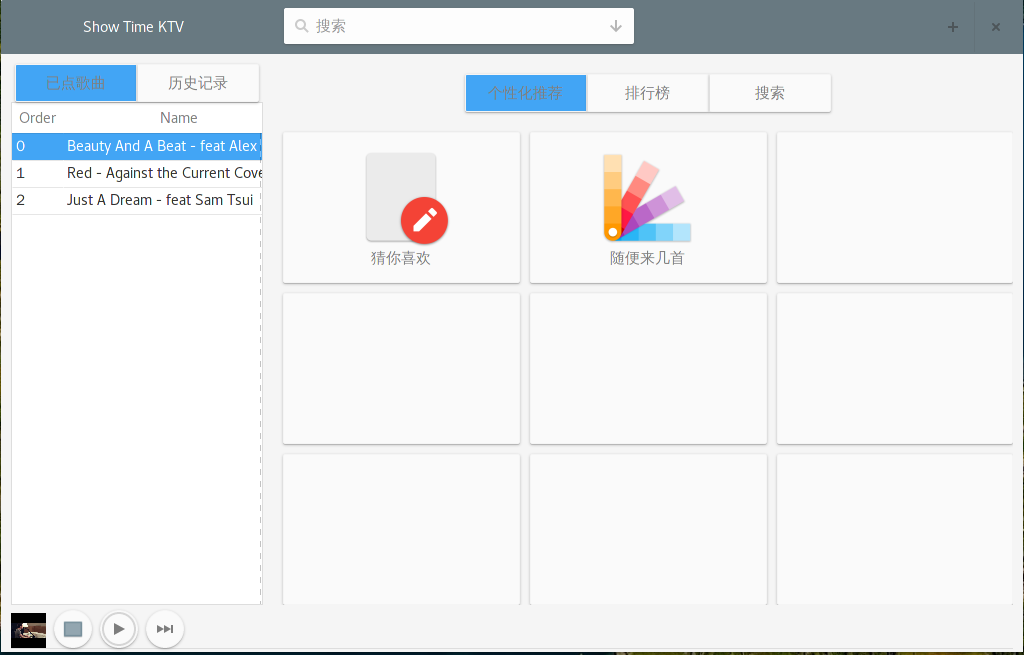 Show Time KTV
搜索
已点歌曲 历史记录
Order Name
0 Beauty And A Beat - feat Alex
1 Red - Against the Current Cove
2 Just A Dream - feat Sam Tsui
个性化推荐 排行榜 搜索
猜你喜欢
随便来几首